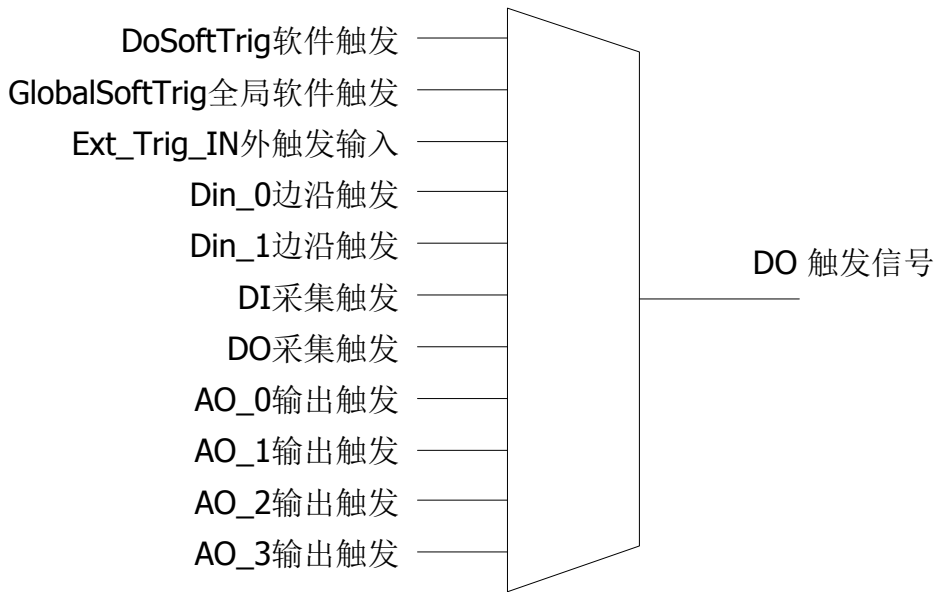 DoSoftTrig软件触发
GlobalSoftTrig全局软件触发
Ext_Trig_IN外触发输入
Din_0边沿触发
Din_1边沿触发
DI采集触发
DO采集触发
AO_0输出触发
AO_1输出触发
AO_2输出触发
AO_3输出触发
DO 触发信号